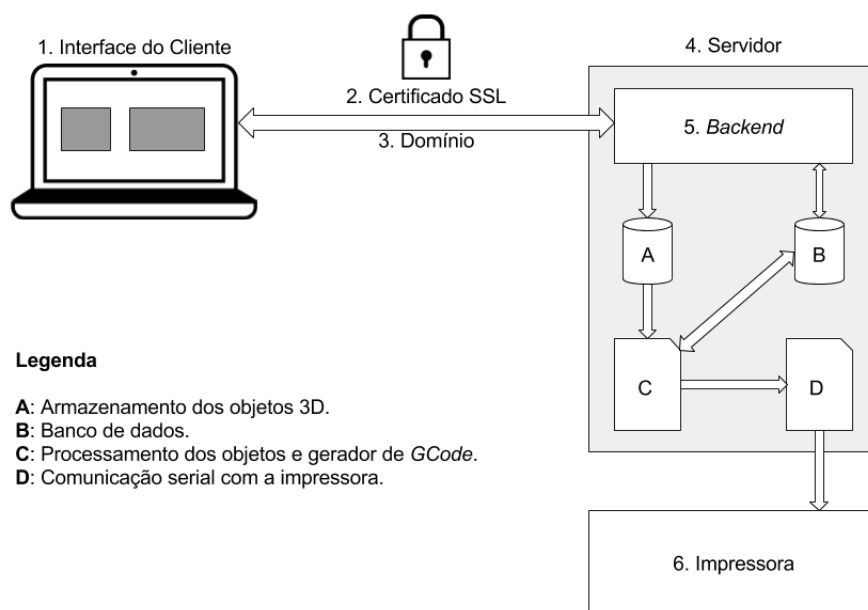 1. Interface do Cliente
2. Certificado SSL
3. Domínio
4. Servidor
5. Backend
A
B
C
D
6. Impressora
Legenda
A: Armazenamento dos objetos 3D.
B: Banco de dados.
C: Processamento dos objetos e gerador de GCode.
D: Comunicação serial com a impressora.